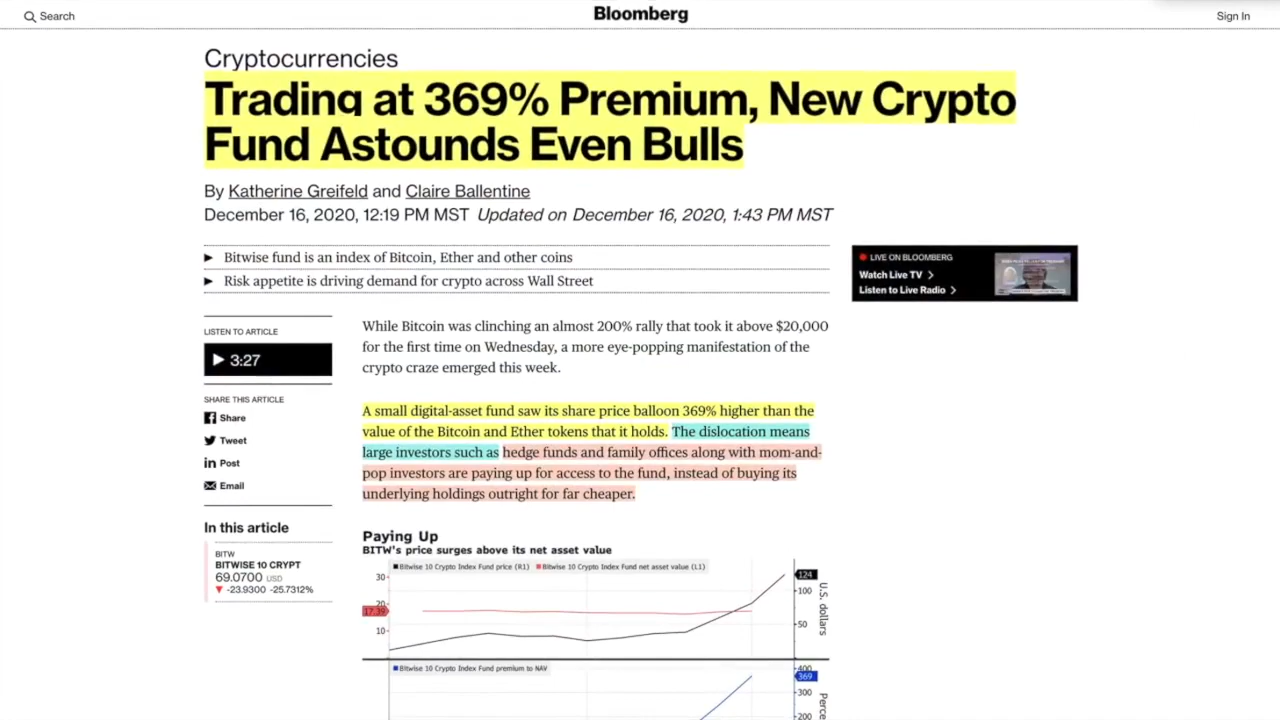 Search
Bloomberg
Sign In
Cryptocurrencies
Trading at 369% Premium, New Crypto
Fund Astounds Even Bulls
By Katherine Greifeld and Claire Ballentine
December 16, 2020, 12:19 PM MST Updated on December 16, 2020, 1:43 PM MST
Bitwise fund is an index of Bitcoin, Ether and other coins
Risk appetite is driving demand for crypto across Wall Street
LIVE ON BLOOMBERG
Watch Live TV
Listen to Live Radio
LISTEN TO ARTICLE
3:27
SHARE THIS ARTICLE
Share
Tweet
Post
Email
In this article
BITW
BITWISE 10 CRYPT
69.0700 USD
-23.9300 -25.7312%
While Bitcoin was clinching an almost 200% rally that took it above $20,000
for the first time on Wednesday, a more eye-popping manifestation of the
crypto craze emerged this week.
A small digital-asset fund saw its share price balloon 369% higher than the
value of the Bitcoin and Ether tokens that it holds. The dislocation means
large investors such as hedge funds and family offices along with mom-and-
pop investors are paying up for access to the fund, instead of buying its
underlying holdings outright for far cheaper.
Paying Up
BITW's price surges above its net asset value
Bitwise 10 Crypto Index Fund price (R1) Bitwise 10 Crypto Index Fund net asset value (L1)
30
20
17.39
10
124
100
50
U.S. dollars
Bitwise 10 Crypto Index Fund premium to NAV
400
369
300
200
Perce